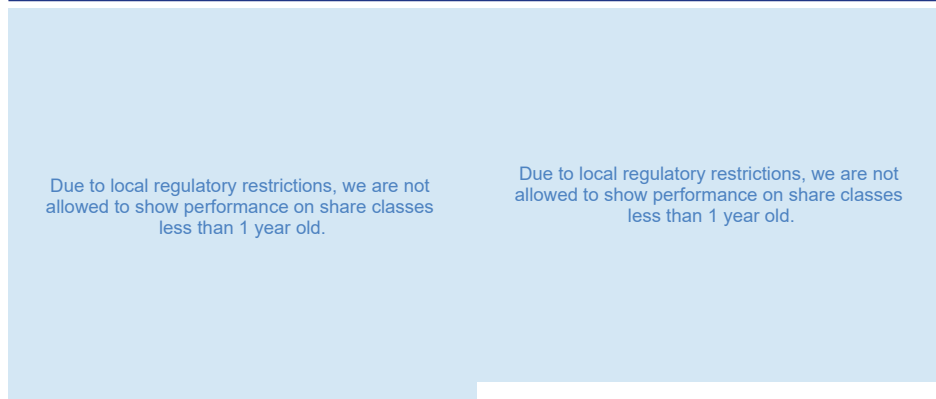 Due to local regulatory restrictions, we are not
allowed to show performance on share classes
less than 1 year old.
Due to local regulatory restrictions, we are not
allowed to show performance on share classes
less than 1 year old.